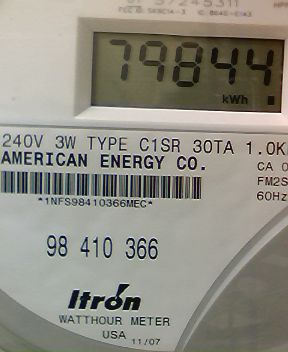 79844
kWh
240V 3W TYPE C1SR 30TA 1.0K
AMERICAN ENERGY CO.
CA 0
FM2S
60Hz
*1NFS98410366MEC*
98 410 366
Itrón
WATTHOUR METER
USA 11/07